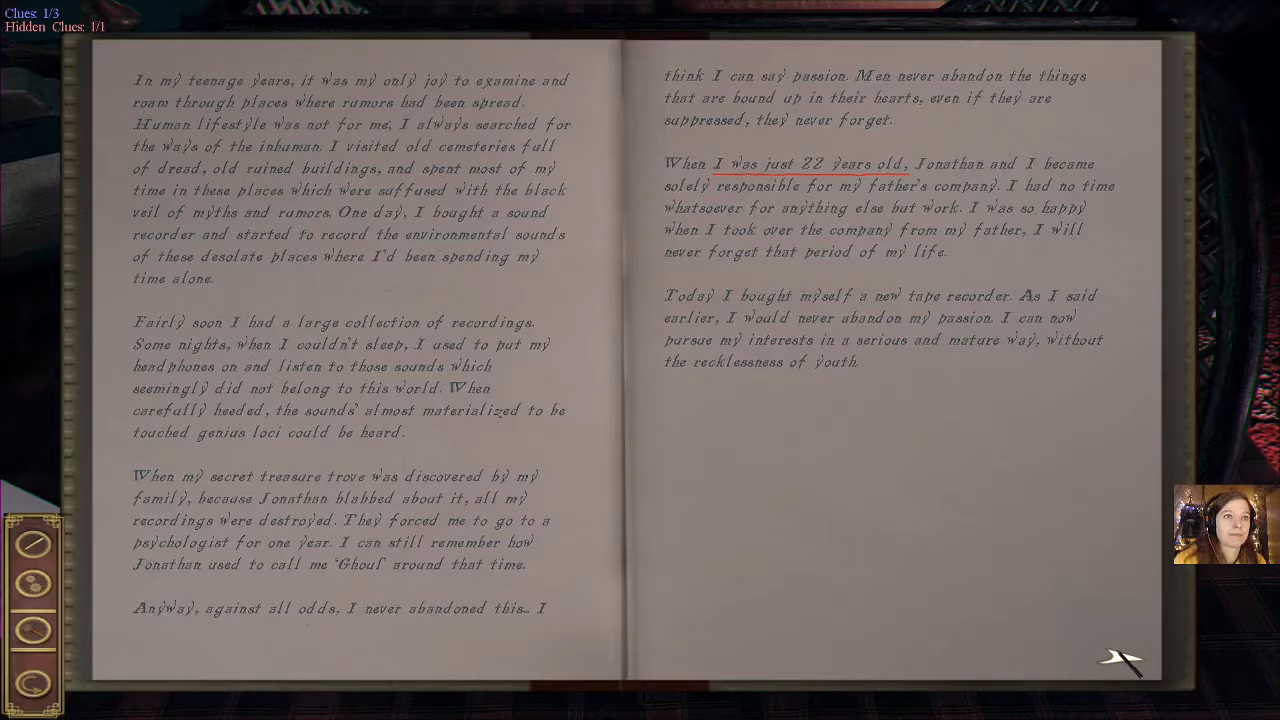 Clues: 1/3
Hidden Clues: 1/1
In my teenage years, it was my only joy to examine and
roam through places where rumors had been spread.
Human lifestyle was not for me, I always searched for
the ways of the inhuman. I visited old cemeteries full
of dread, old ruined buildings, and spent most of my
time in these places which were suffused with the black
veil of myths and rumors. One day, I bought a sound
recorder and started to record the environmental sounds
of these desolate places where I'd been spending my
time alone.
Fairly soon I had a large collection of recordings.
Some nights, when I couldn't sleep, I used to put my
headphones on and listen to those sounds which
seemingly did not belong to this world. When
carefully heeded, the sounds' almost materialized to be
touched genius loci could be heard.
When my secret treasure trove was discovered by my
family, because Jonathan blabbed about it, all my
recordings were destroyed. They forced me to go to a
psychologist for one year. I can still remember how
Jonathan used to call me 'Ghoul' around that time.
Anyway, against all odds, I never abandoned this... I
think I can say passion. Men never abandon the things
that are bound up in their hearts, even if they are
suppressed, they never forget.
When I was just 22 years old, Jonathan and I became
solely responsible for my father's company. I had no time
whatsoever for anything else but work. I was so happy
when I took over the company from my father, I will
never forget that period of my life.
Today I bought myself a new tape recorder. As I said
earlier, I would never abandon my passion. I can now
pursue my interests in a serious and mature way, without
the recklessness of youth.